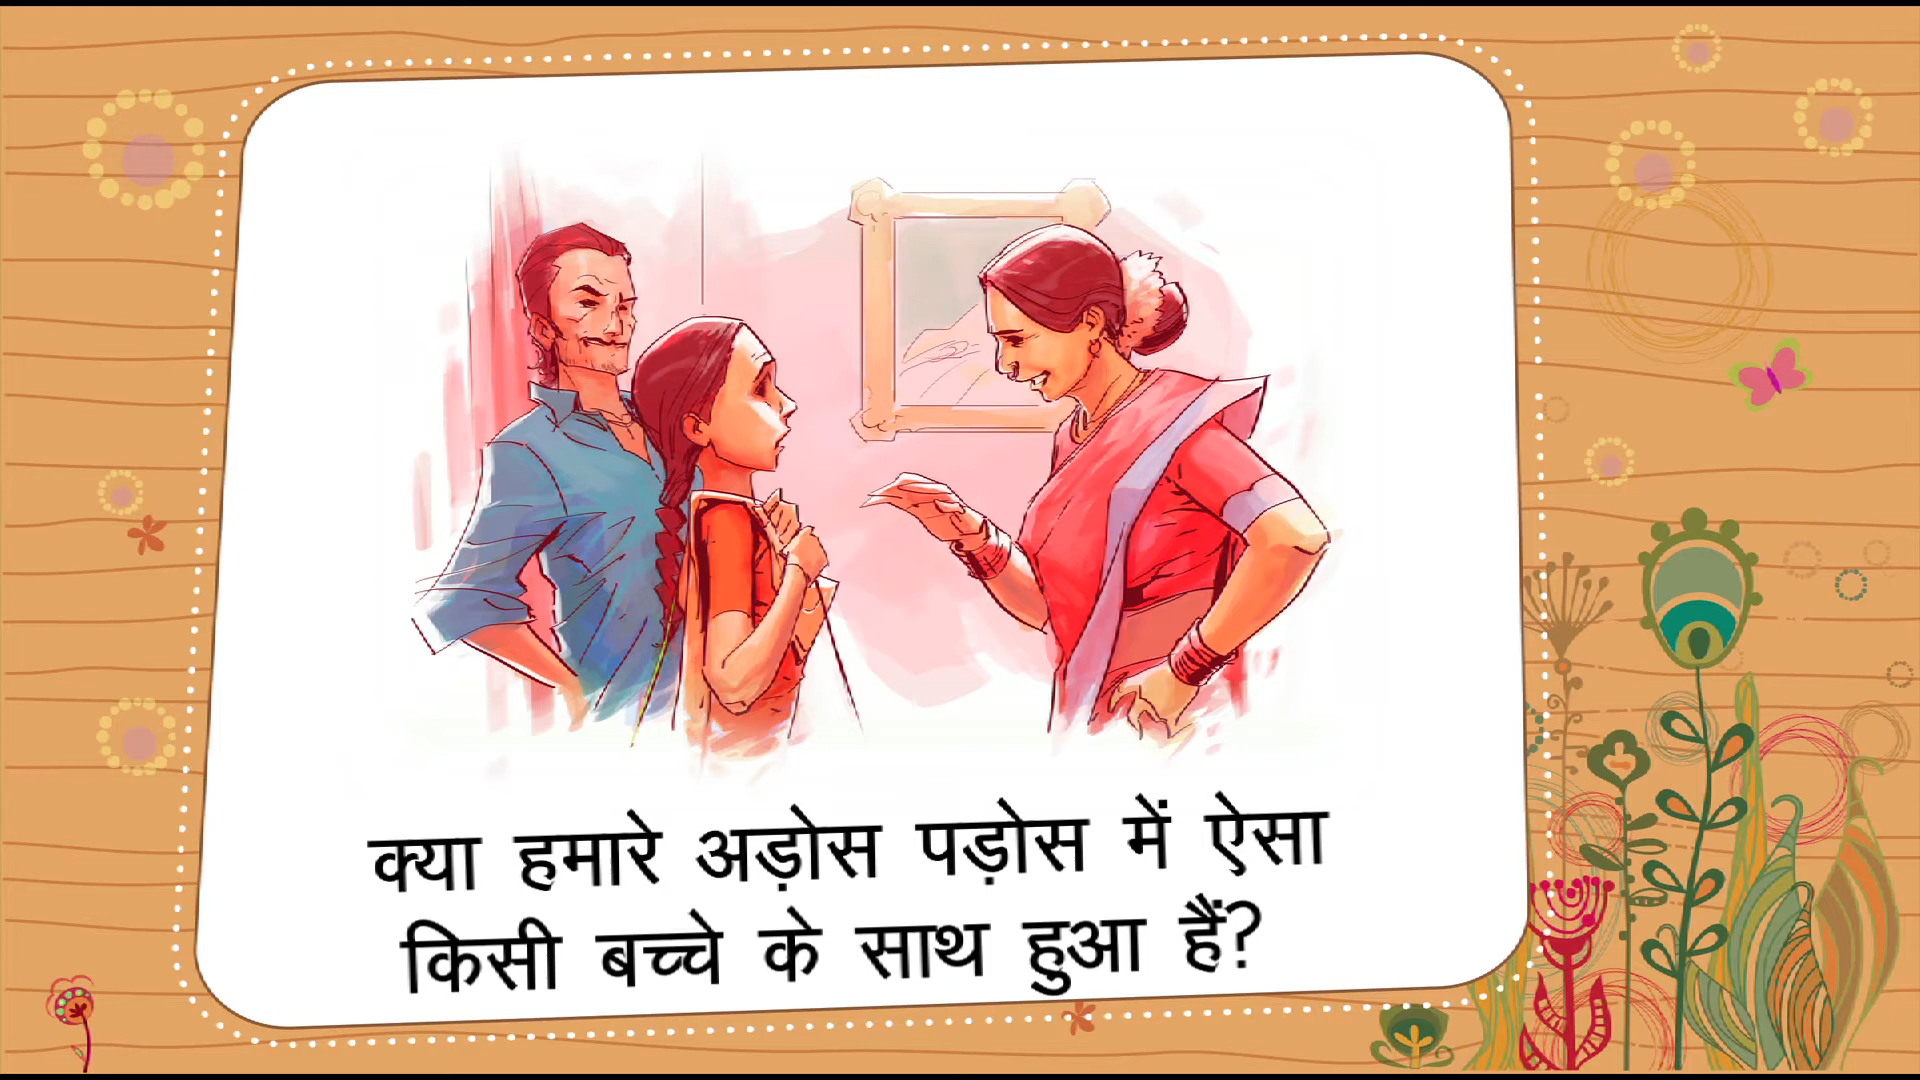 क्या हमारे अड़ोस पड़ोस में ऐसा
किसी बच्चे के साथ हुआ हैं?